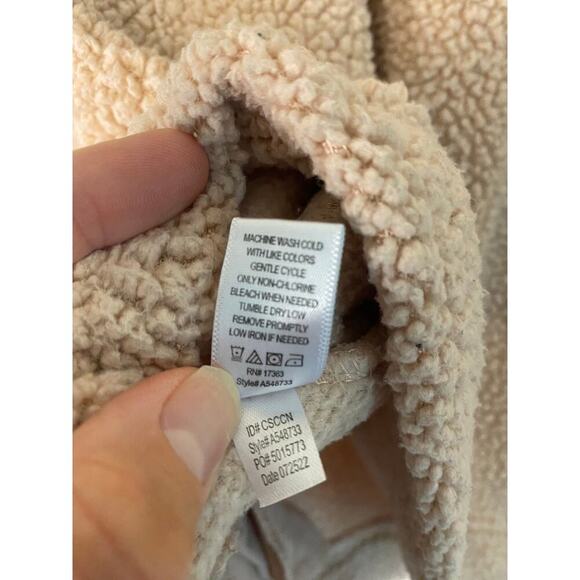 MACHINE WASH COLD
WITH LIKE COLORS
GENTLE CYCLE
ONLY NON-CHLORINE
BLEACH WHEN NEEDED
TUMBLE DRY LOW
REMOVE PROMPTLY
LOW IRON IF NEEDED
RN# 17363
Style# A548733
ID# CSCCN
Style# A548733
PO# 5015773
Date 072522